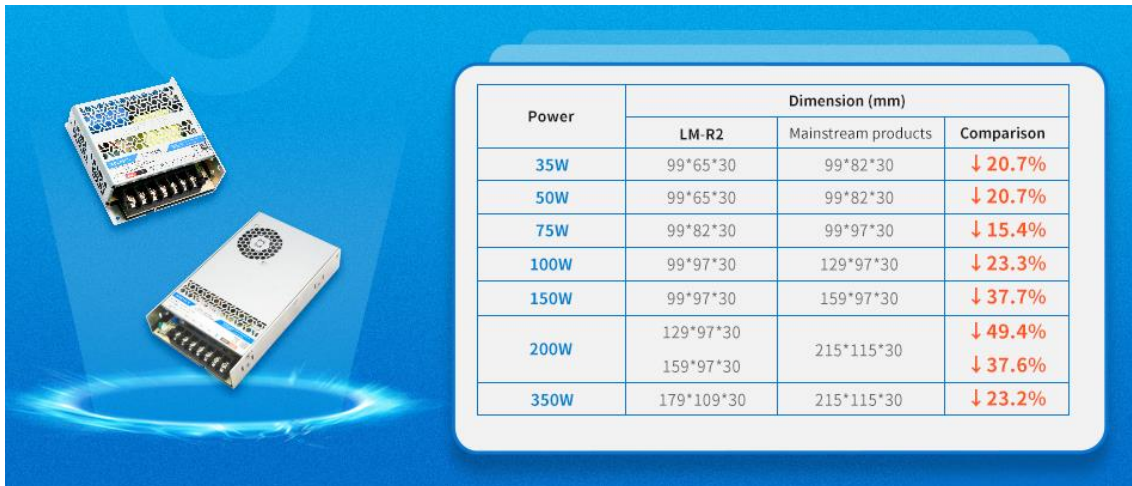 Power
Dimension (mm)
LM-R2 Mainstream products Comparison
35W 99*65*30 99*82*30 ↓20.7%
50W 99*65*30 99*82*30 ↓20.7%
75W 99*82*30 99*97*30 ↓15.4%
100W 99*97*30 129*97*30 ↓23.3%
150W 99*97*30 159*97*30 ↓37.7%
200W 129*97*30 215*115*30 ↓49.4%
159*97*30 ↓37.6%
350W 179*109*30 215*115*30 ↓23.2%